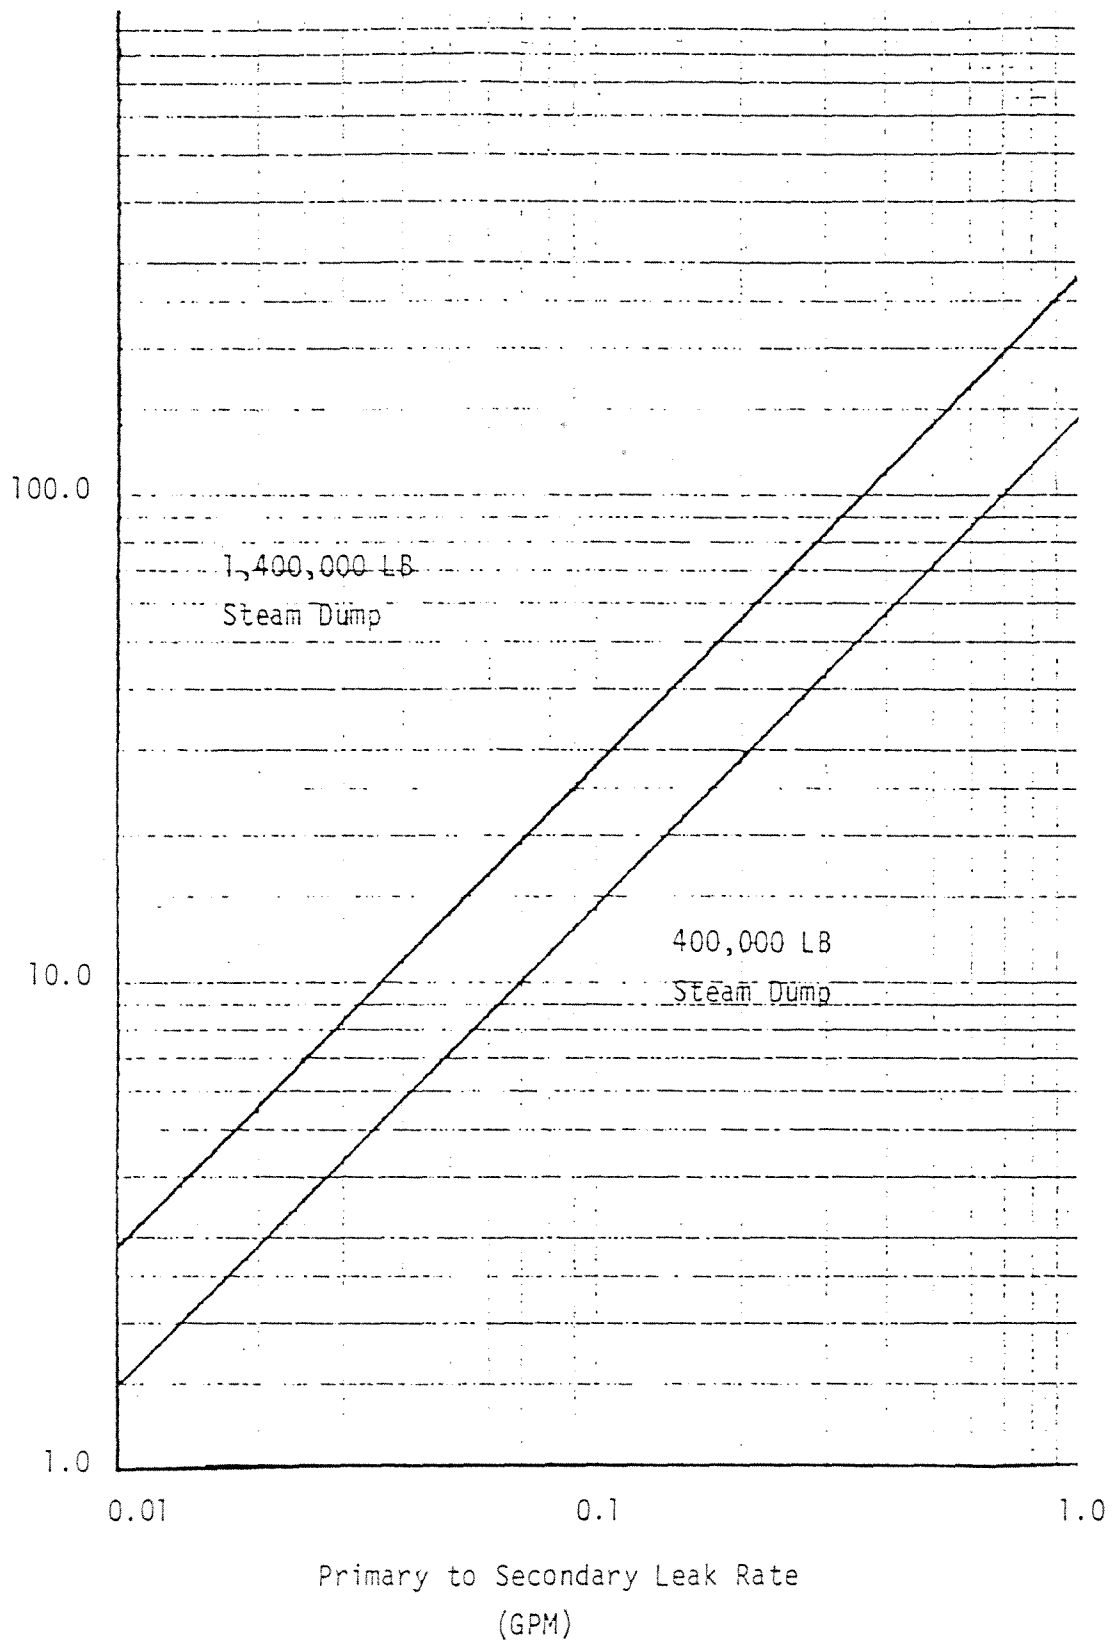 100.0
1,400,000 LB
Steam Dump
400,000 LB
Steam Dump
10.0
1.0
0.01
0.1
1.0
Primary to Secondary Leak Rate
(GPM)